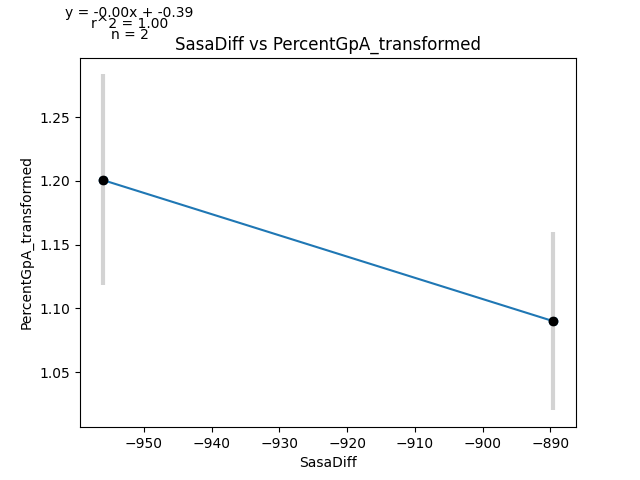 y = -0.00x + -0.39
r^2 = 1.00
n = 2
SasaDiff vs PercentGpA_transformed
PercentGpA_transformed
1.25
1.20
1.15
1.10
1.05
−950
−940
−930
−920
−910
−900
−890
SasaDiff